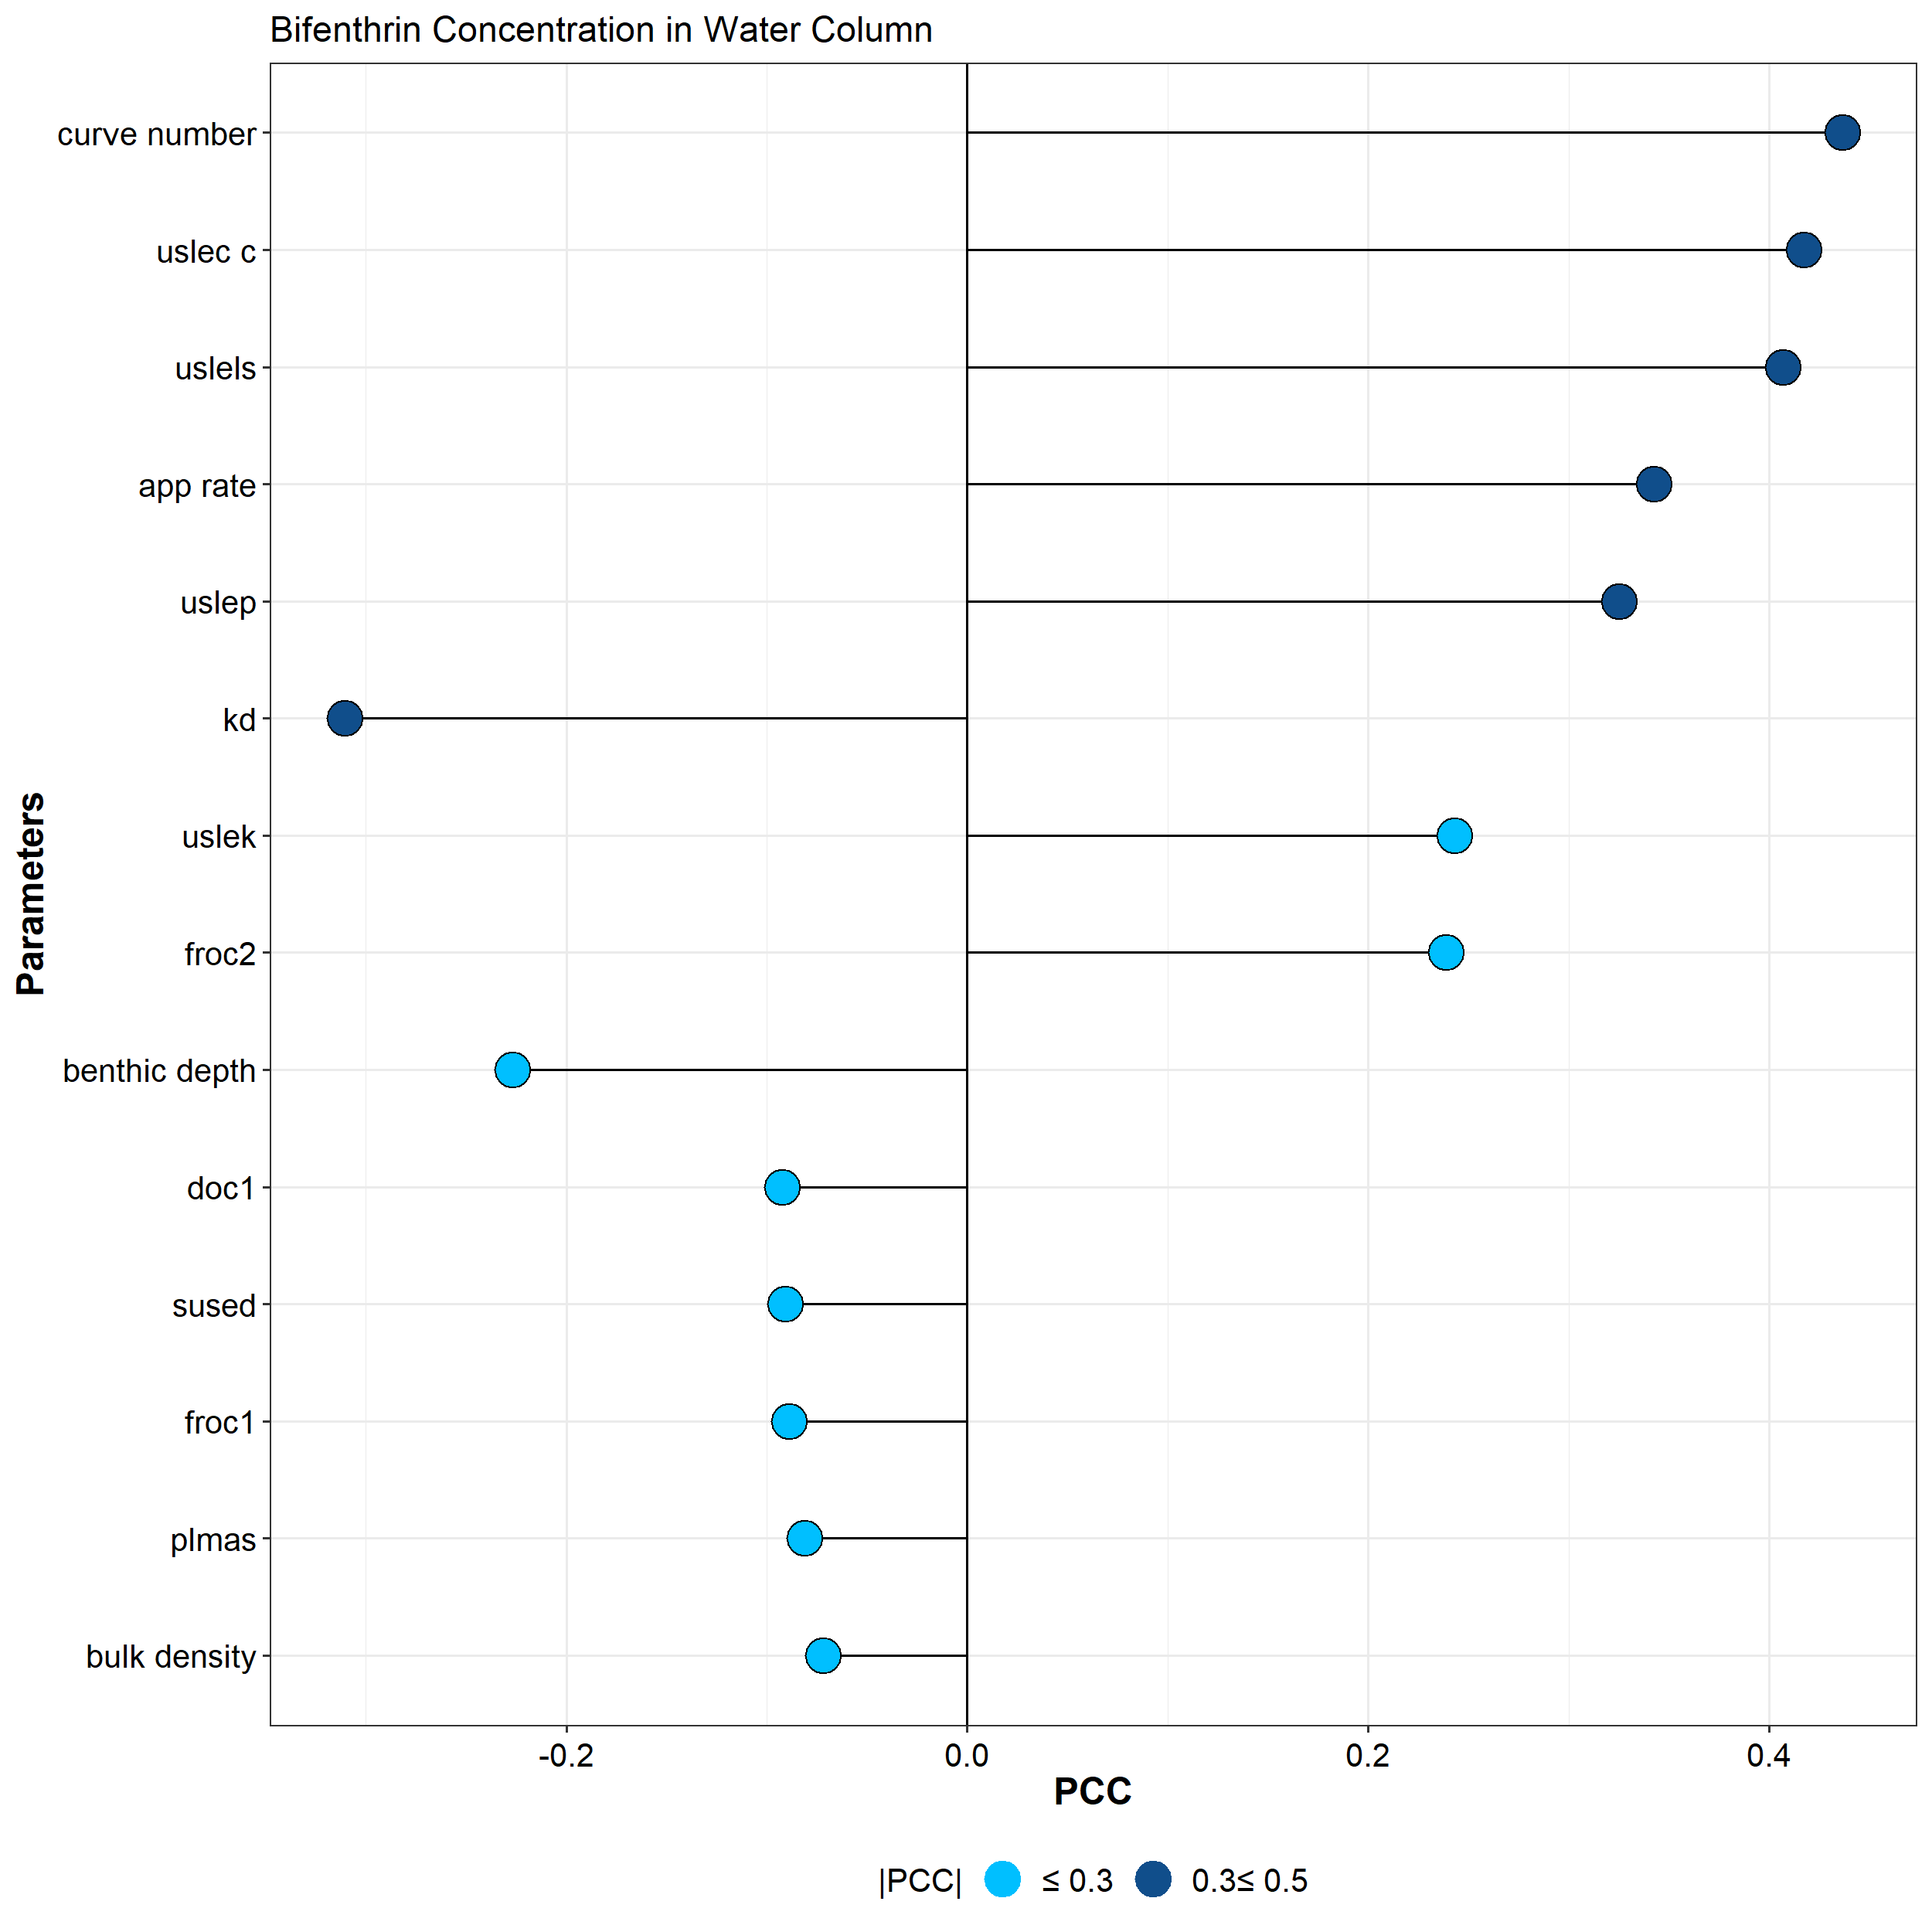 Bifenthrin Concentration in Water Column
curve number
uslec c
uslels
app rate
uslep
kd
uslek
froc2
benthic depth
doc1
sused
froc1
plmas
bulk density
Parameters
-0.2 0.0 0.2 0.4
PCC
|PCC| ≤ 0.3 0.3≤ 0.5